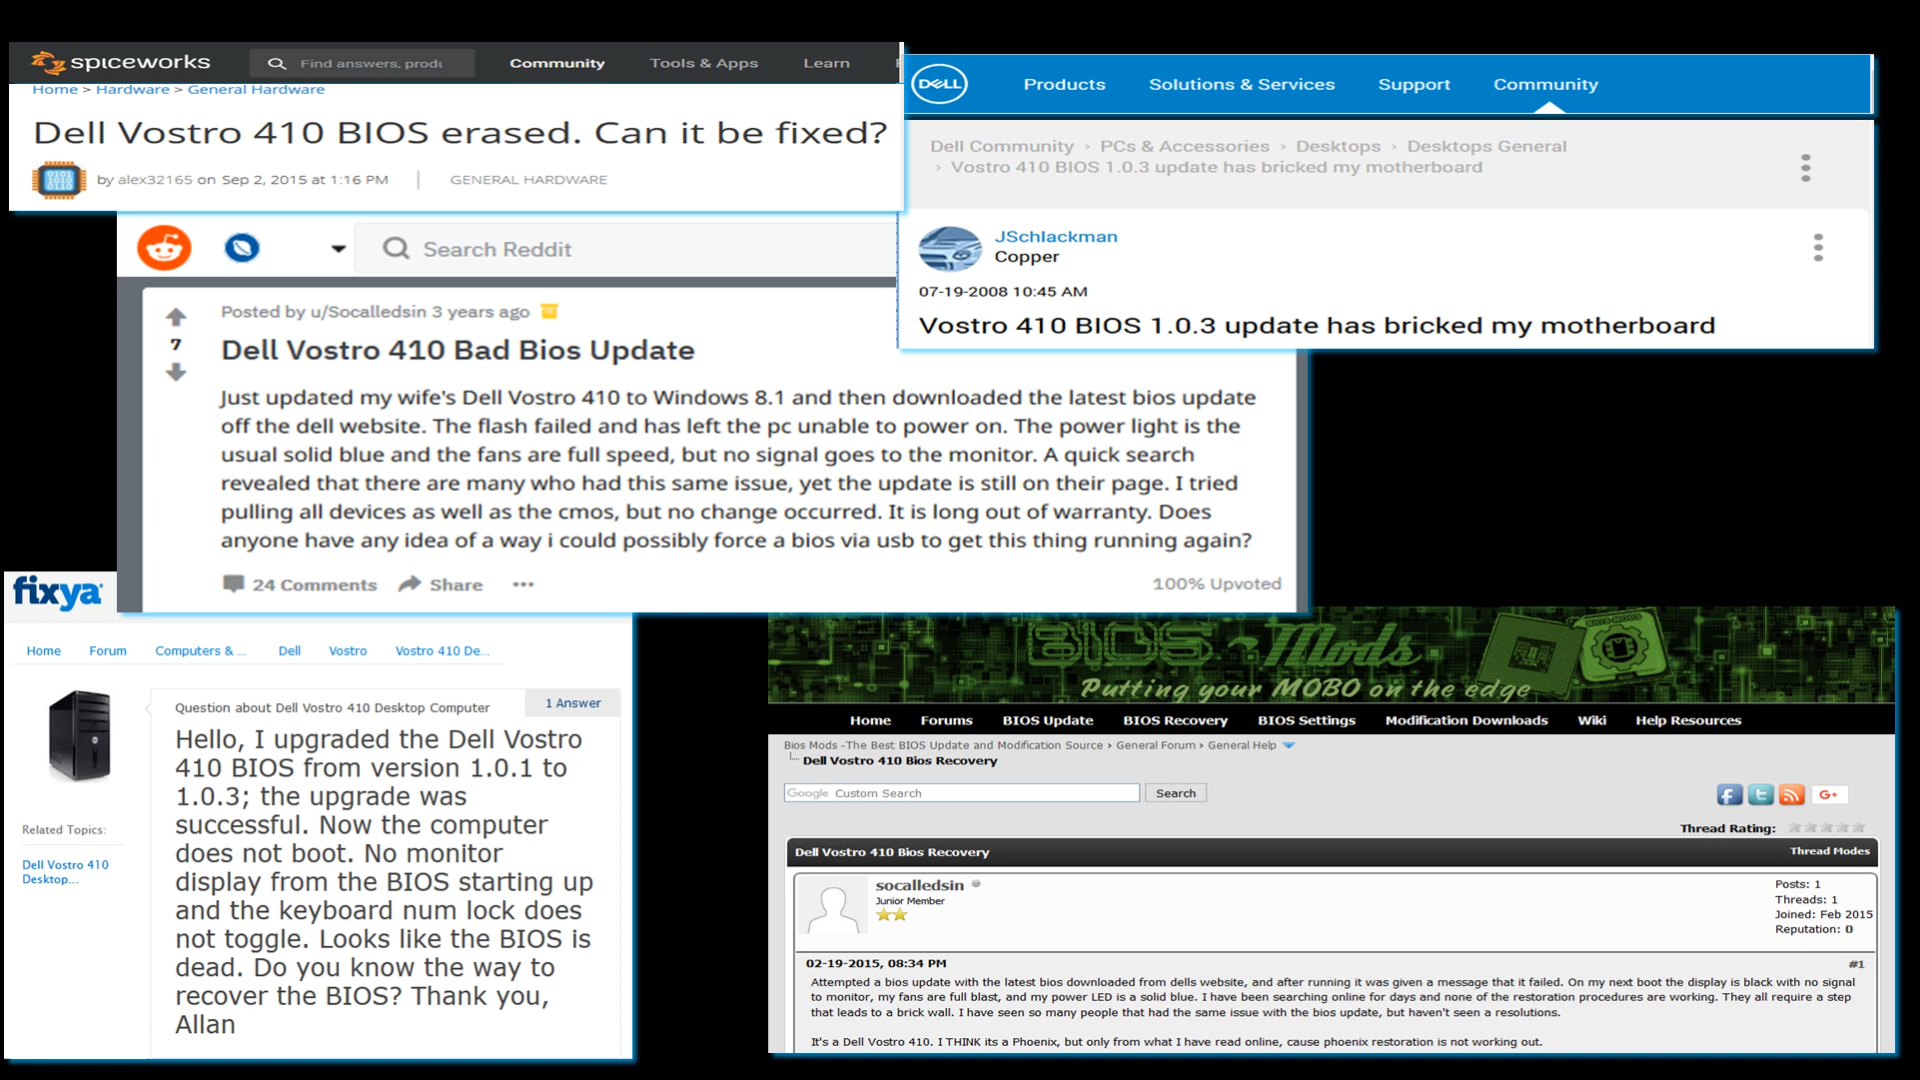 spiceworks
Find answers, produ
Community
Tools & Apps
Learn
Home > Hardware > General Hardware
Dell Vostro 410 BIOS erased. Can it be fixed?
by alex32165 on Sep 2, 2015 at 1:16 PM
GENERAL HARDWARE
DELL
Products
Solutions & Services
Support
Community
Dell Community › PCs & Accessories › Desktops › Desktops General
› Vostro 410 BIOS 1.0.3 update has bricked my motherboard
JSchlackman
Copper
07-19-2008 10:45 AM
Vostro 410 BIOS 1.0.3 update has bricked my motherboard
Search Reddit
Posted by u/Socalledsin 3 years ago
7
Dell Vostro 410 Bad Bios Update
Just updated my wife's Dell Vostro 410 to Windows 8.1 and then downloaded the latest bios update
off the dell website. The flash failed and has left the pc unable to power on. The power light is the
usual solid blue and the fans are full speed, but no signal goes to the monitor. A quick search
revealed that there are many who had this same issue, yet the update is still on their page. I tried
pulling all devices as well as the cmos, but no change occurred. It is long out of warranty. Does
anyone have any idea of a way i could possibly force a bios via usb to get this thing running again?
24 Comments
Share
100% Upvoted
fixya
Home
Forum
Computers & ...
Dell
Vostro
Vostro 410 De...
Question about Dell Vostro 410 Desktop Computer
1 Answer
Hello, I upgraded the Dell Vostro
410 BIOS from version 1.0.1 to
1.0.3; the upgrade was
successful. Now the computer
does not boot. No monitor
display from the BIOS starting up
and the keyboard num lock does
not toggle. Looks like the BIOS is
dead. Do you know the way to
recover the BIOS? Thank you,
Allan
Related Topics:
Dell Vostro 410
Desktop...
BIOS-Mods
Putting your MOBO on the edge
Home
Forums
BIOS Update
BIOS Recovery
BIOS Settings
Modification Downloads
Wiki
Help Resources
Bios Mods -The Best BIOS Update and Modification Source › General Forum › General Help
Dell Vostro 410 Bios Recovery
Google Custom Search
Search
Thread Rating:
Dell Vostro 410 Bios Recovery
Thread Modes
socalledsin
Junior Member
Posts: 1
Threads: 1
Joined: Feb 2015
Reputation: 0
02-19-2015, 08:34 PM
#1
Attempted a bios update with the latest bios downloaded from dells website, and after running it was given a message that it failed. On my next boot the display is black with no signal
to monitor, my fans are full blast, and my power LED is a solid blue. I have been searching online for days and none of the restoration procedures are working. They all require a step
that leads to a brick wall. I have seen so many people that had the same issue with the bios update, but haven't seen a resolutions.
It's a Dell Vostro 410. I THINK its a Phoenix, but only from what I have read online, cause phoenix restoration is not working out.